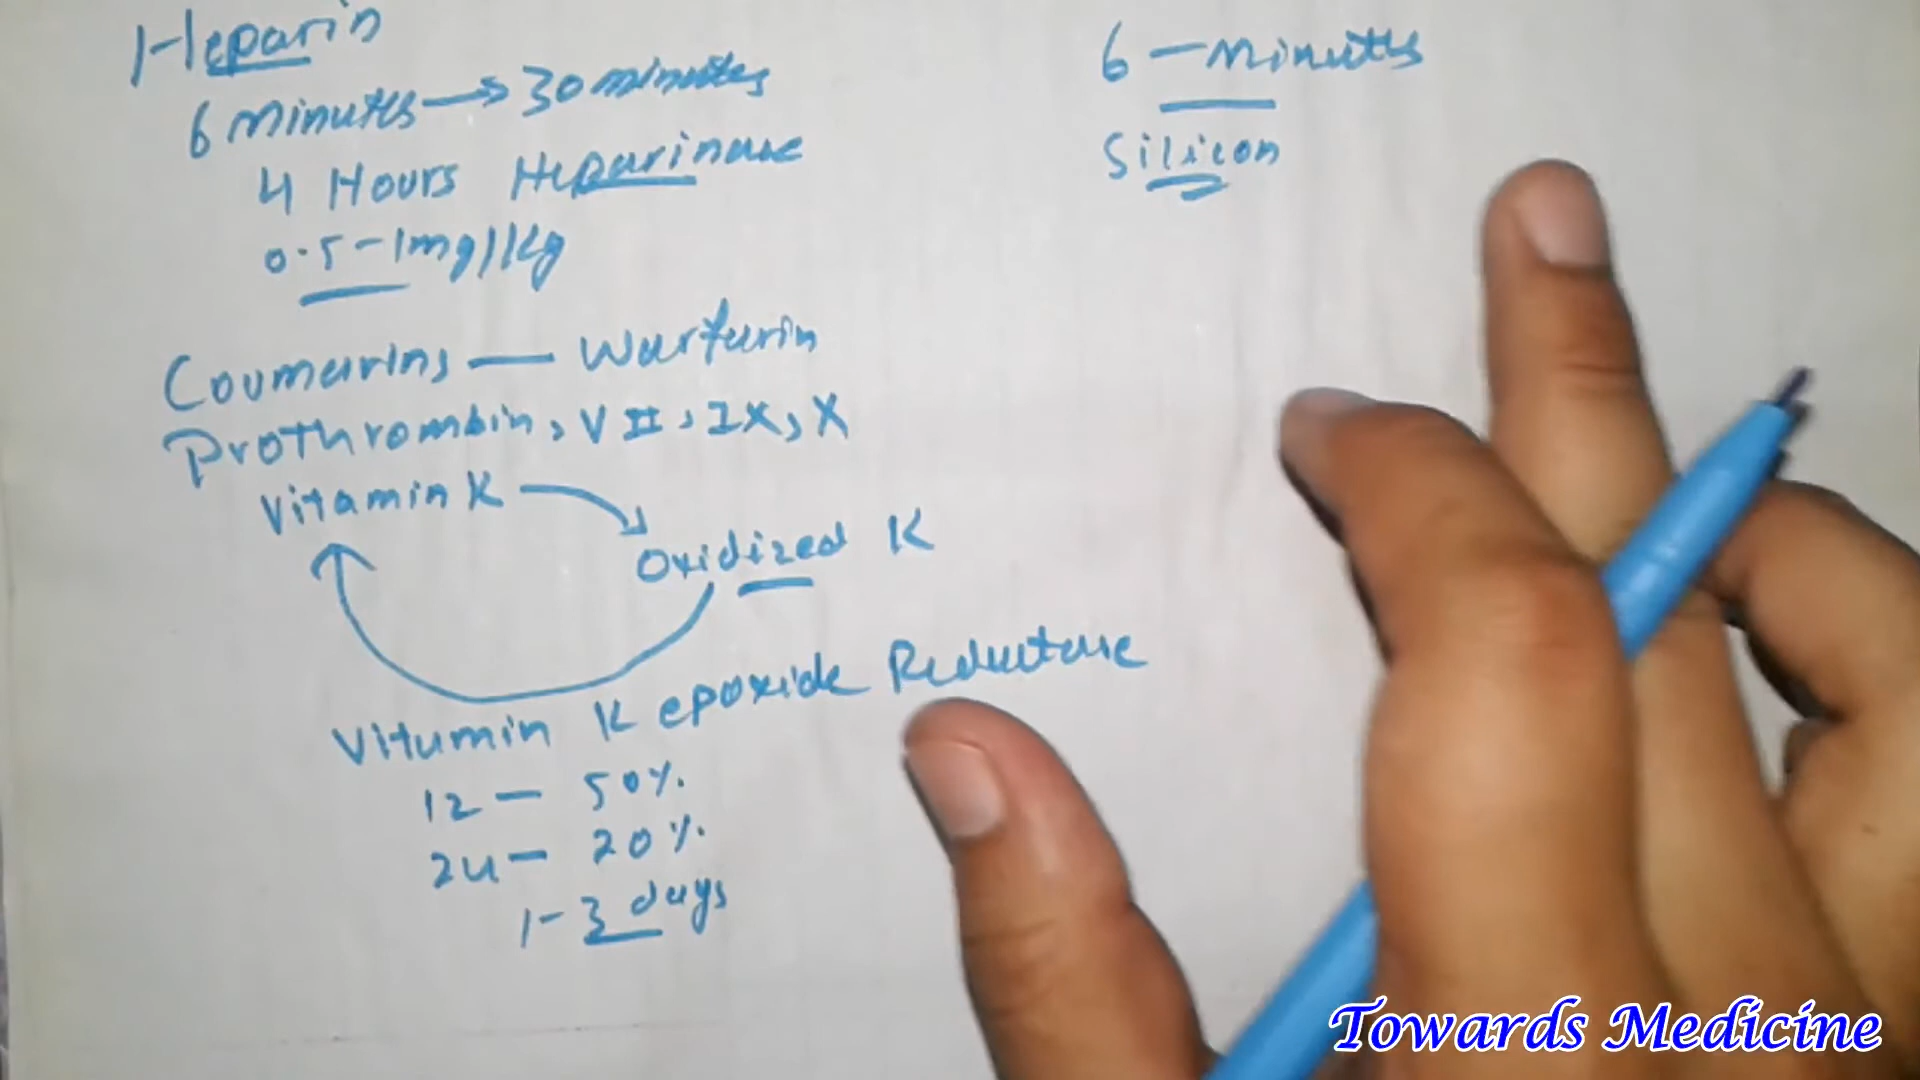 Heparin
6 Minutes → 30 minutes
4 Hours Heparinase
0.5-1mg/Kg
Coumarins — Warfarin
Prothrombin, VII, IX, X
Vitamin K → Oxidized K
Vitamin K epoxide Reductase
12 — 50%
24 — 20%
1-3 days
6 — Minutes
Silicon
Towards Medicine